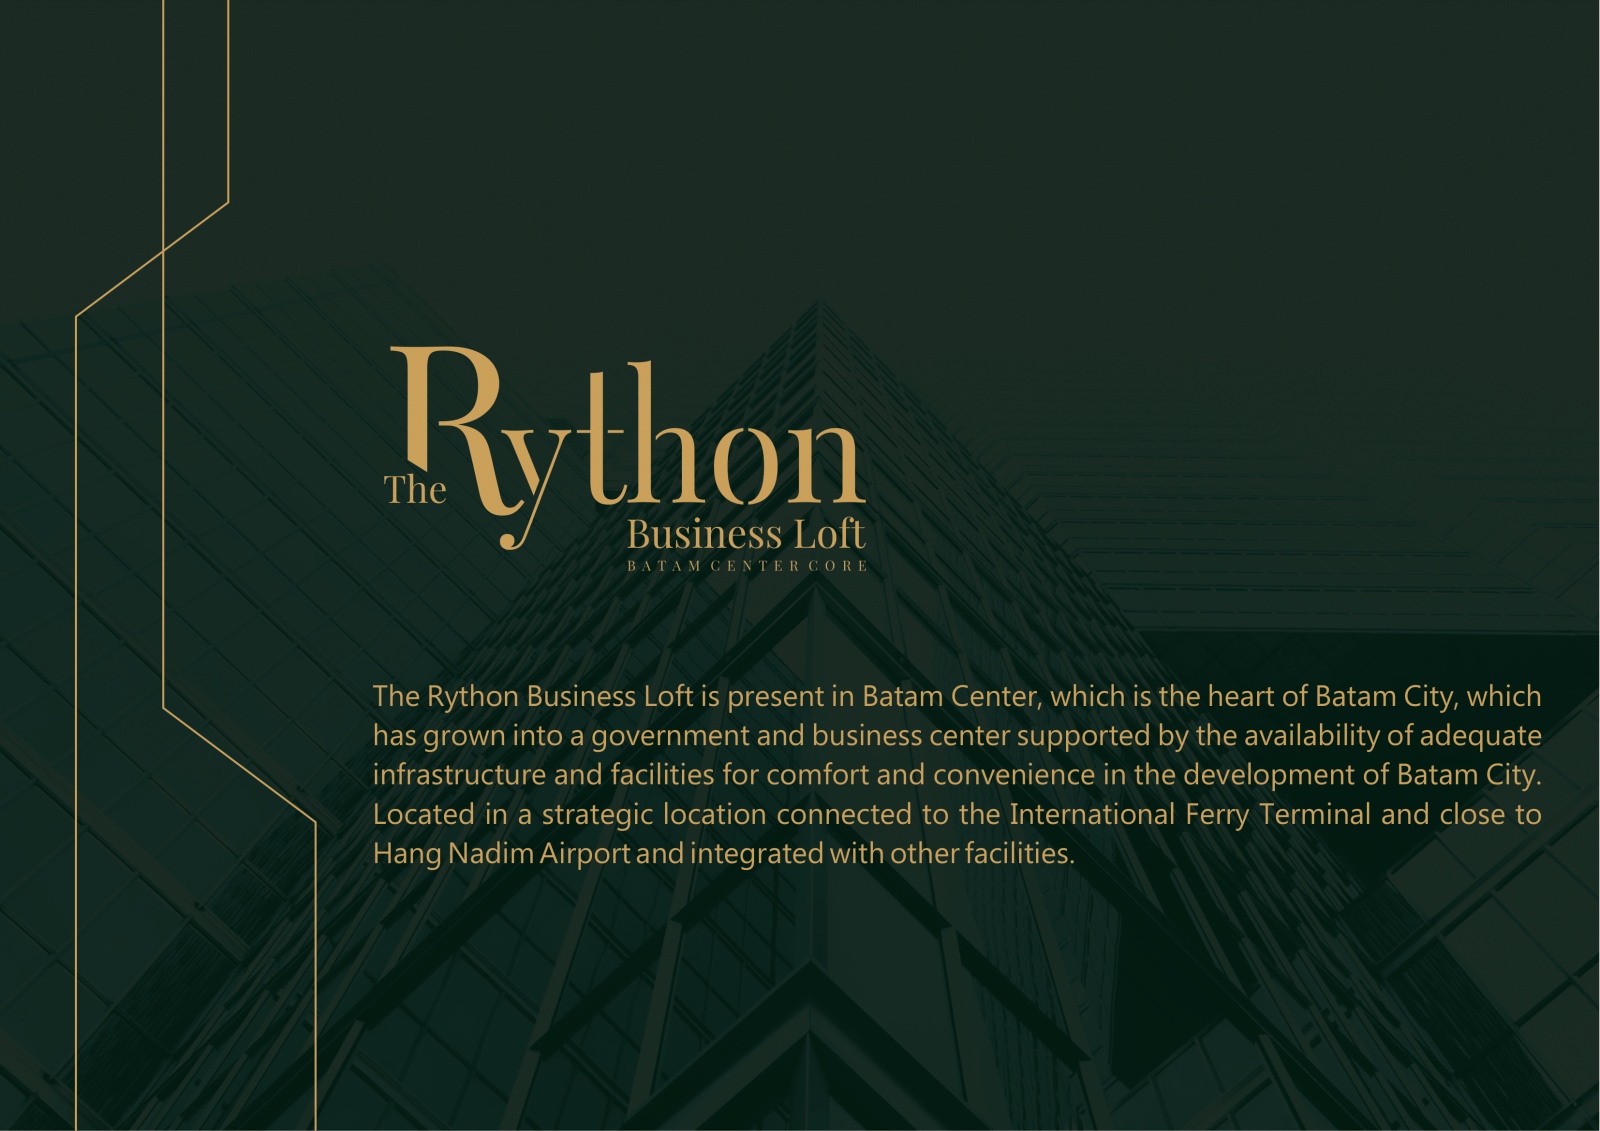 The Rython
Business Loft
BATAM CENTER CORE
The Rython Business Loft is present in Batam Center, which is the heart of Batam City, which
has grown into a government and business center supported by the availability of adequate
infrastructure and facilities for comfort and convenience in the development of Batam City.
Located in a strategic location connected to the International Ferry Terminal and close to
Hang Nadim Airport and integrated with other facilities.